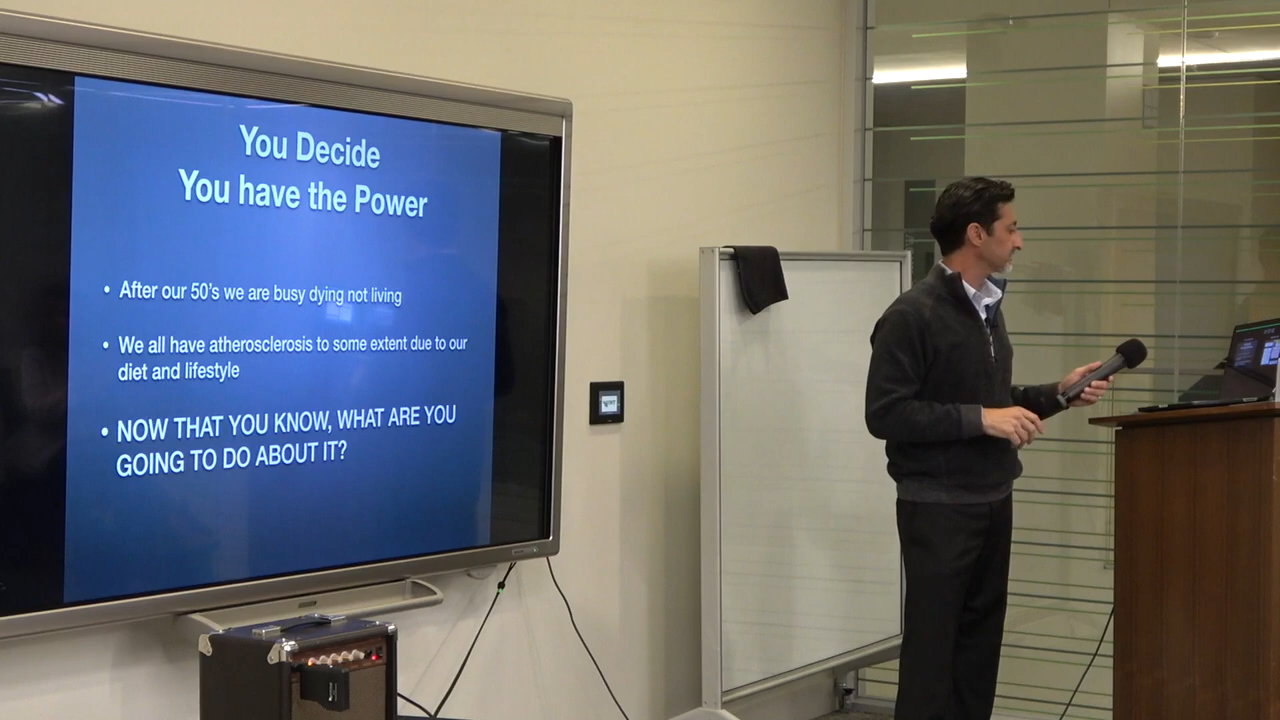 You Decide
You have the Power
• After our 50's we are busy dying not living
• We all have atherosclerosis to some extent due to our
diet and lifestyle
• NOW THAT YOU KNOW, WHAT ARE YOU
GOING TO DO ABOUT IT?